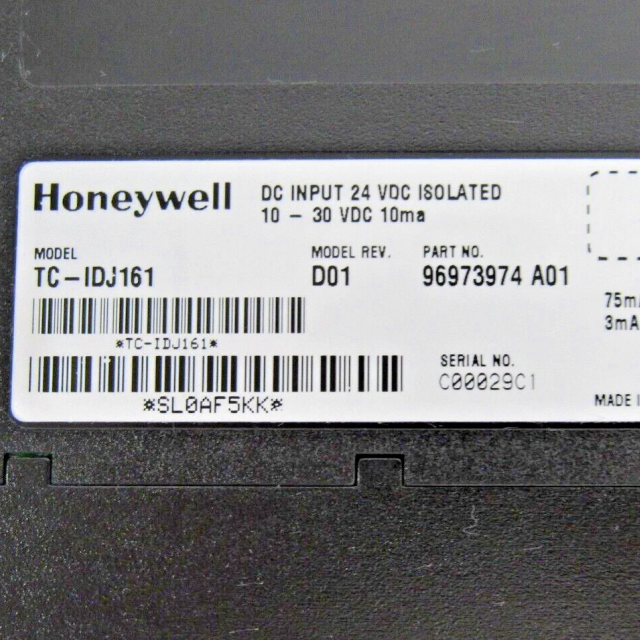 Honeywell
DC INPUT 24 VDC ISOLATED
10 - 30 VDC 10ma
MODEL
TC-IDJ161
MODEL REV.
D01
PART NO.
96973974 A01
*TC-IDJ161*
*SL0AF5KK*
SERIAL NO.
C00029C1
75m
3mA
MADE I